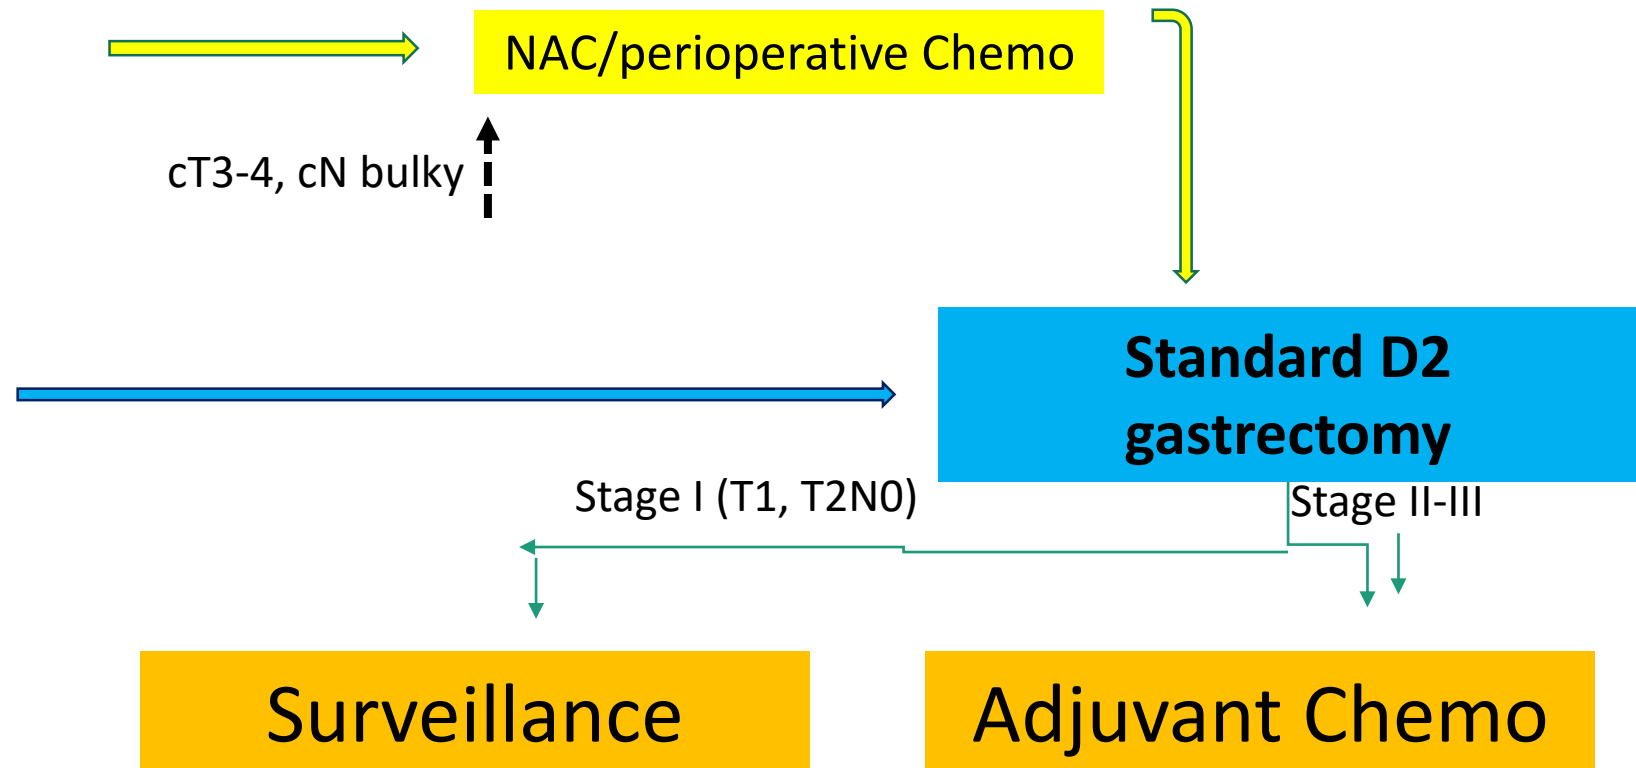 NAC/perioperative Chemo
cT3-4, cN bulky
Standard D2
gastrectomy
Stage I (T1, T2N0)
Stage II-III
Surveillance
Adjuvant Chemo